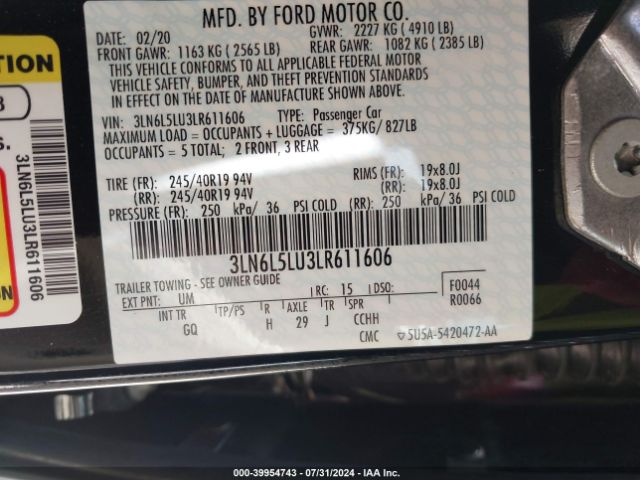 MFD. BY FORD MOTOR CO.
DATE: 02/20
GVWR: 2227 KG ( 4910 LB)
FRONT GAWR: 1163 KG ( 2565 LB)
REAR GAWR: 1082 KG ( 2385 LB)
THIS VEHICLE CONFORMS TO ALL APPLICABLE FEDERAL MOTOR
VEHICLE SAFETY, BUMPER, AND THEFT PREVENTION STANDARDS
IN EFFECT ON THE DATE OF MANUFACTURE SHOWN ABOVE.
VIN: 3LN6L5LU3LR611606 TYPE: Passenger Car
MAXIMUM LOAD = OCCUPANTS + LUGGAGE = 375KG/ 827LB
OCCUPANTS = 5 TOTAL; 2 FRONT, 3 REAR
TIRE (FR): 245/40R19 94V RIMS (FR): 19x8.0J
(RR): 245/40R19 94V (RR): 19x8.0J
PRESSURE (FR): 250 kPa/ 36 PSI COLD (RR): 250 kPa/ 36 PSI COLD
3LN6L5LU3LR611606
TRAILER TOWING - SEE OWNER GUIDE
EXT PNT: UM RC: 15 DSO:
F0044
R0066
INT TR TP/PS R AXLE TR SPR
GQ H 29 J CCHH
CMC 5U5A-5420472-AA
TION
3
S.
3LN6L5LU3LR611606
IAA
CONSTANT CONTACT - 39954743 / 07/31/2024 - IAA Inc.